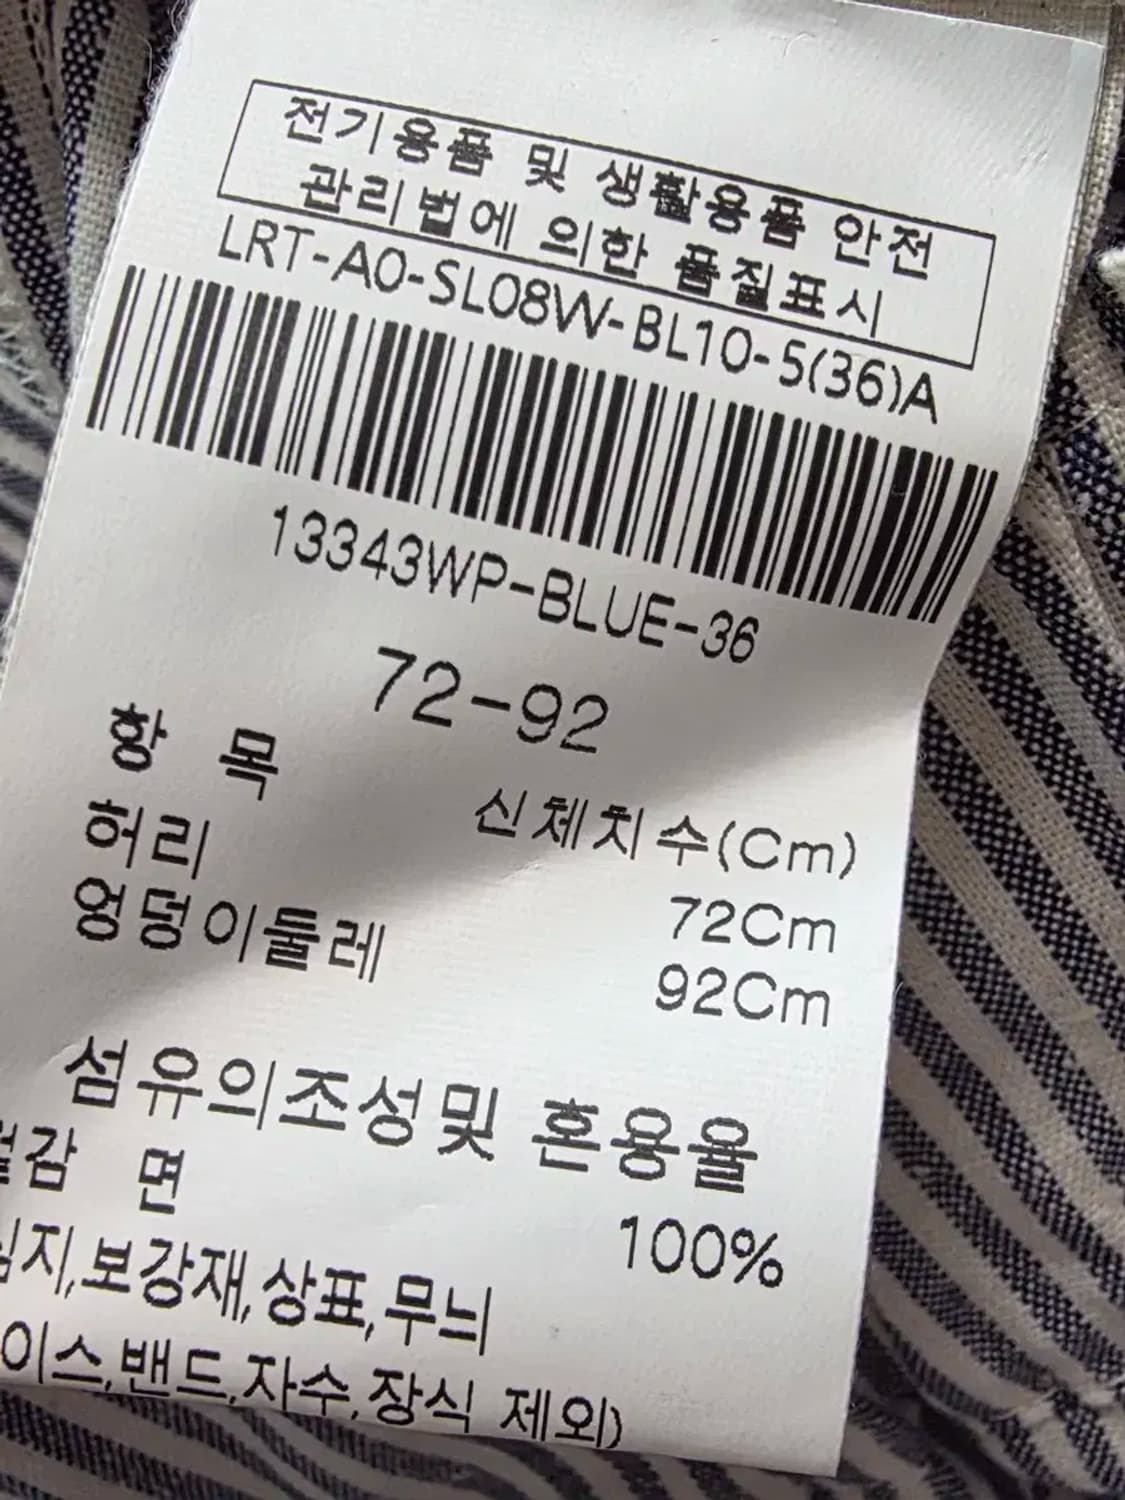 전기용품 및 생활용품 안전
관리법에 의한 품질표시
LRT-A0-SL08W-BL10-5(36)A
13343WP-BLUE-36
72-92
항 목 신체치수(Cm)
허리 72Cm
엉덩이둘레 92Cm
섬유의조성및 혼용율
면 100%
보강재,상표,무늬
밴드,자수,장식 제외)